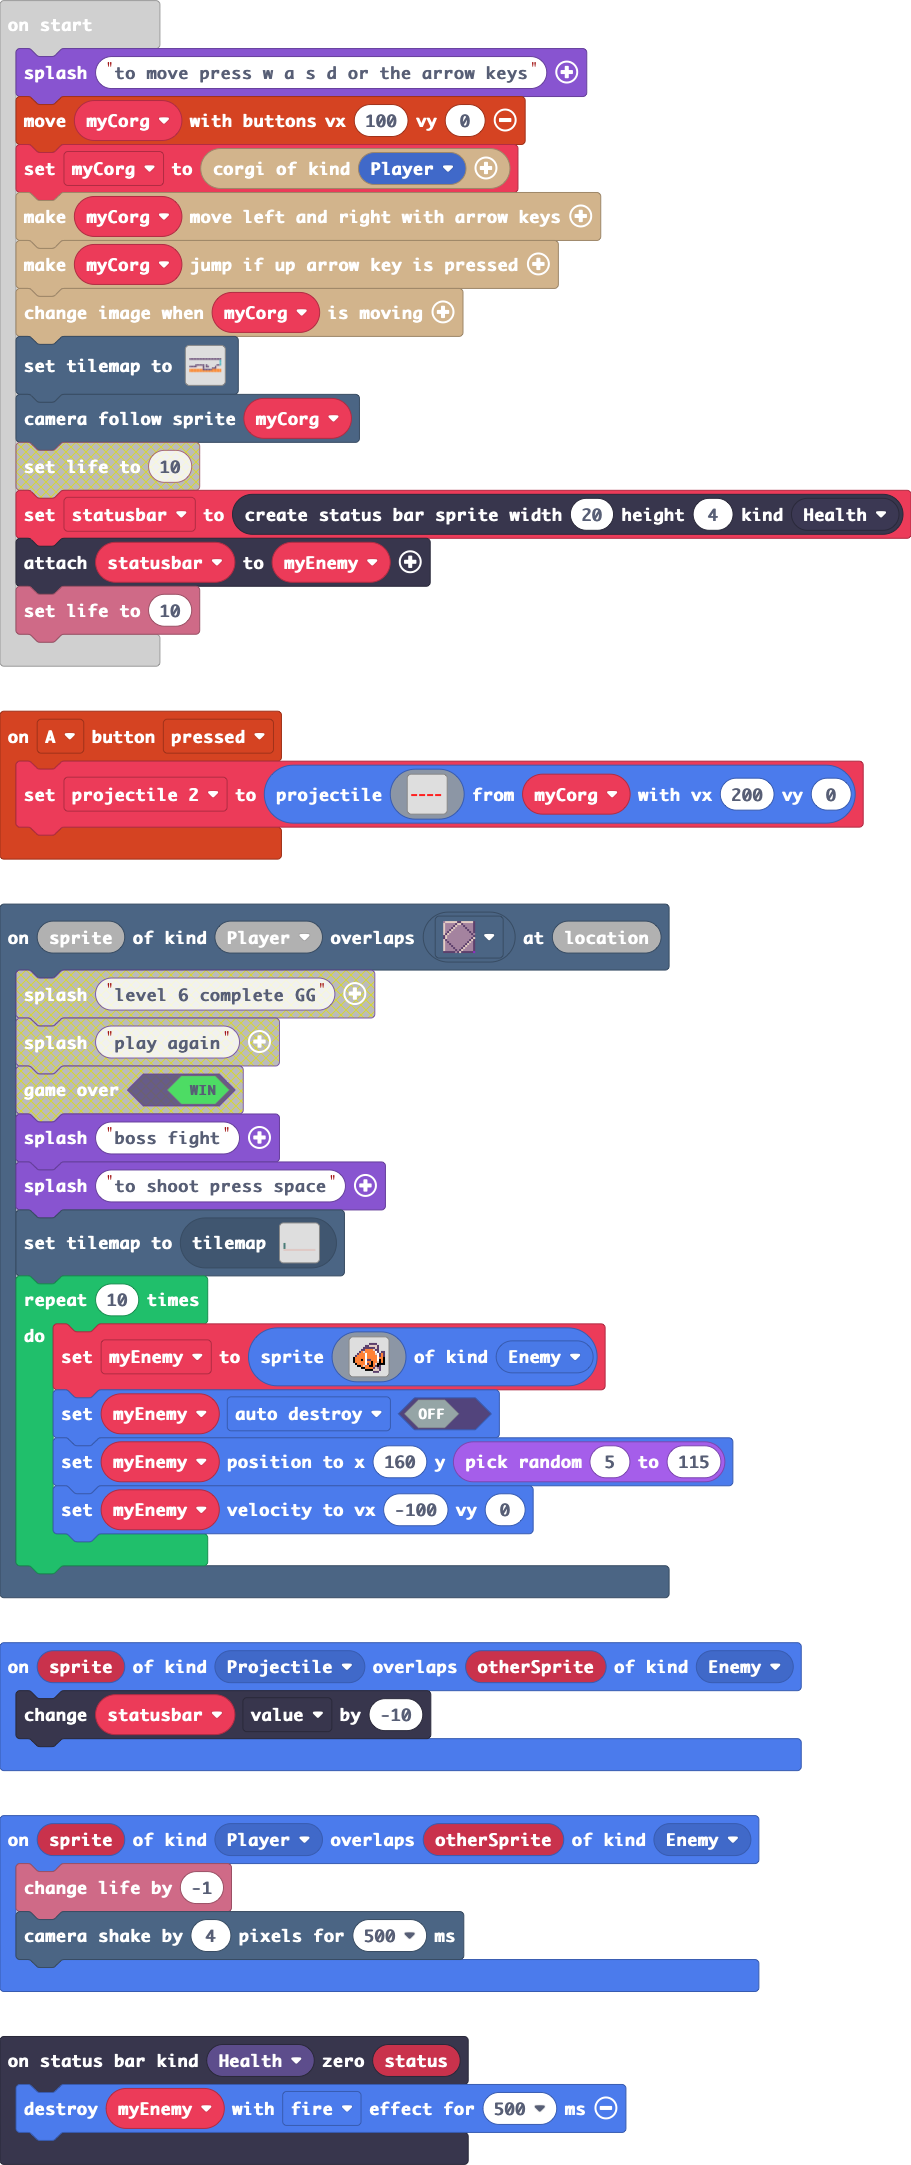 on start
splash "to move press w a s d or the arrow keys"
move myCorg with buttons vx 100 vy 0
set myCorg to corgi of kind Player
make myCorg move left and right with arrow keys
make myCorg jump if up arrow key is pressed
change image when myCorg is moving
set tilemap to
camera follow sprite myCorg
set life to 10
set statusbar to create status bar sprite width 20 height 4 kind Health
attach statusbar to myEnemy
set life to 10
on A button pressed
set projectile 2 to projectile from myCorg with vx 200 vy 0
on sprite of kind Player overlaps at location
splash "level 6 complete GG"
splash "play again"
game over WIN
splash "boss fight"
splash "to shoot press space"
set tilemap to tilemap
repeat 10 times
do
set myEnemy to sprite of kind Enemy
set myEnemy auto destroy OFF
set myEnemy position to x 160 y pick random 5 to 115
set myEnemy velocity to vx -100 vy 0
on sprite of kind Projectile overlaps otherSprite of kind Enemy
change statusbar value by -10
on sprite of kind Player overlaps otherSprite of kind Enemy
change life by -1
camera shake by 4 pixels for 500 ms
on status bar kind Health zero status
destroy myEnemy with fire effect for 500 ms